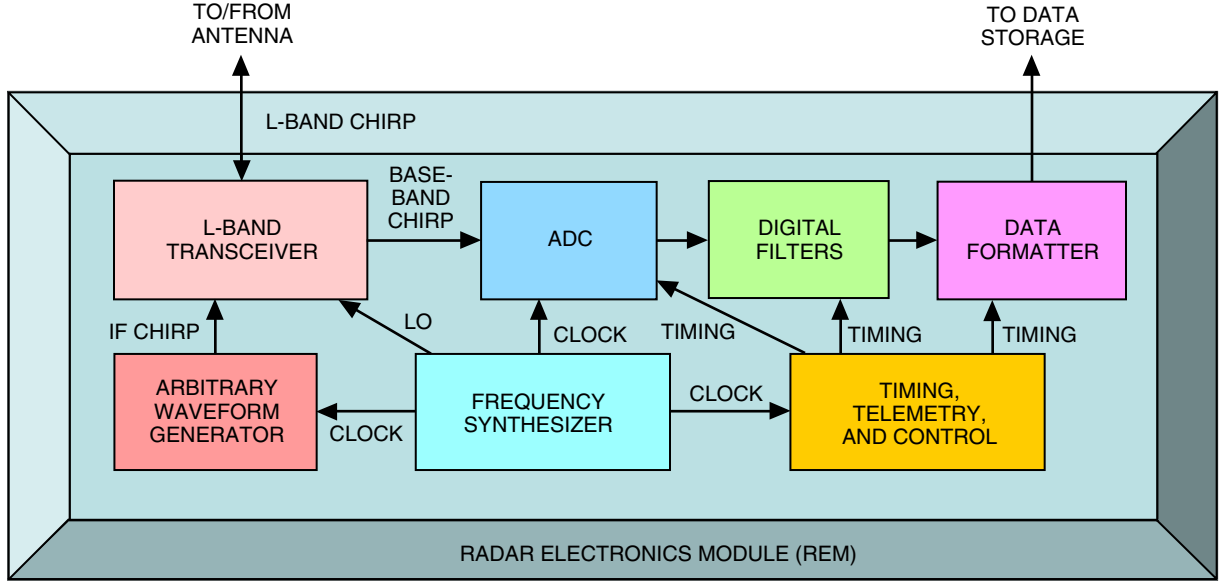 TO/FROM
ANTENNA
TO DATA
STORAGE
L-BAND CHIRP
L-BAND
TRANSCEIVER
BASE-
BAND
CHIRP
ADC
DIGITAL
FILTERS
DATA
FORMATTER
IF CHIRP
LO
CLOCK
TIMING
TIMING
TIMING
ARBITRARY
WAVEFORM
GENERATOR
CLOCK
FREQUENCY
SYNTHESIZER
CLOCK
TIMING,
TELEMETRY,
AND CONTROL
RADAR ELECTRONICS MODULE (REM)